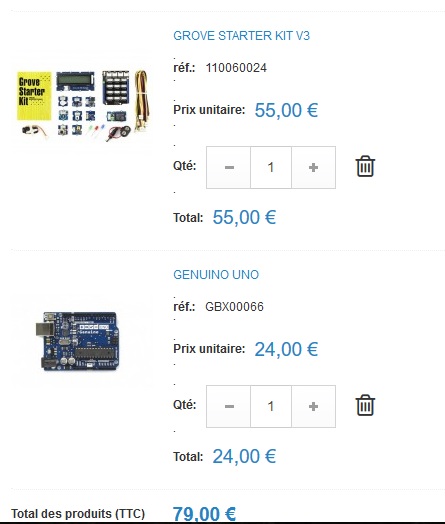 GROVE STARTER KIT V3
réf.: 110060024
Grove
Starter
Kit
Prix unitaire: 55,00 €
Qté: − 1 +
Total: 55,00 €
GENUINO UNO
réf.: GBX00066
Prix unitaire: 24,00 €
Qté: − 1 +
Total: 24,00 €
Total des produits (TTC) 79,00 €